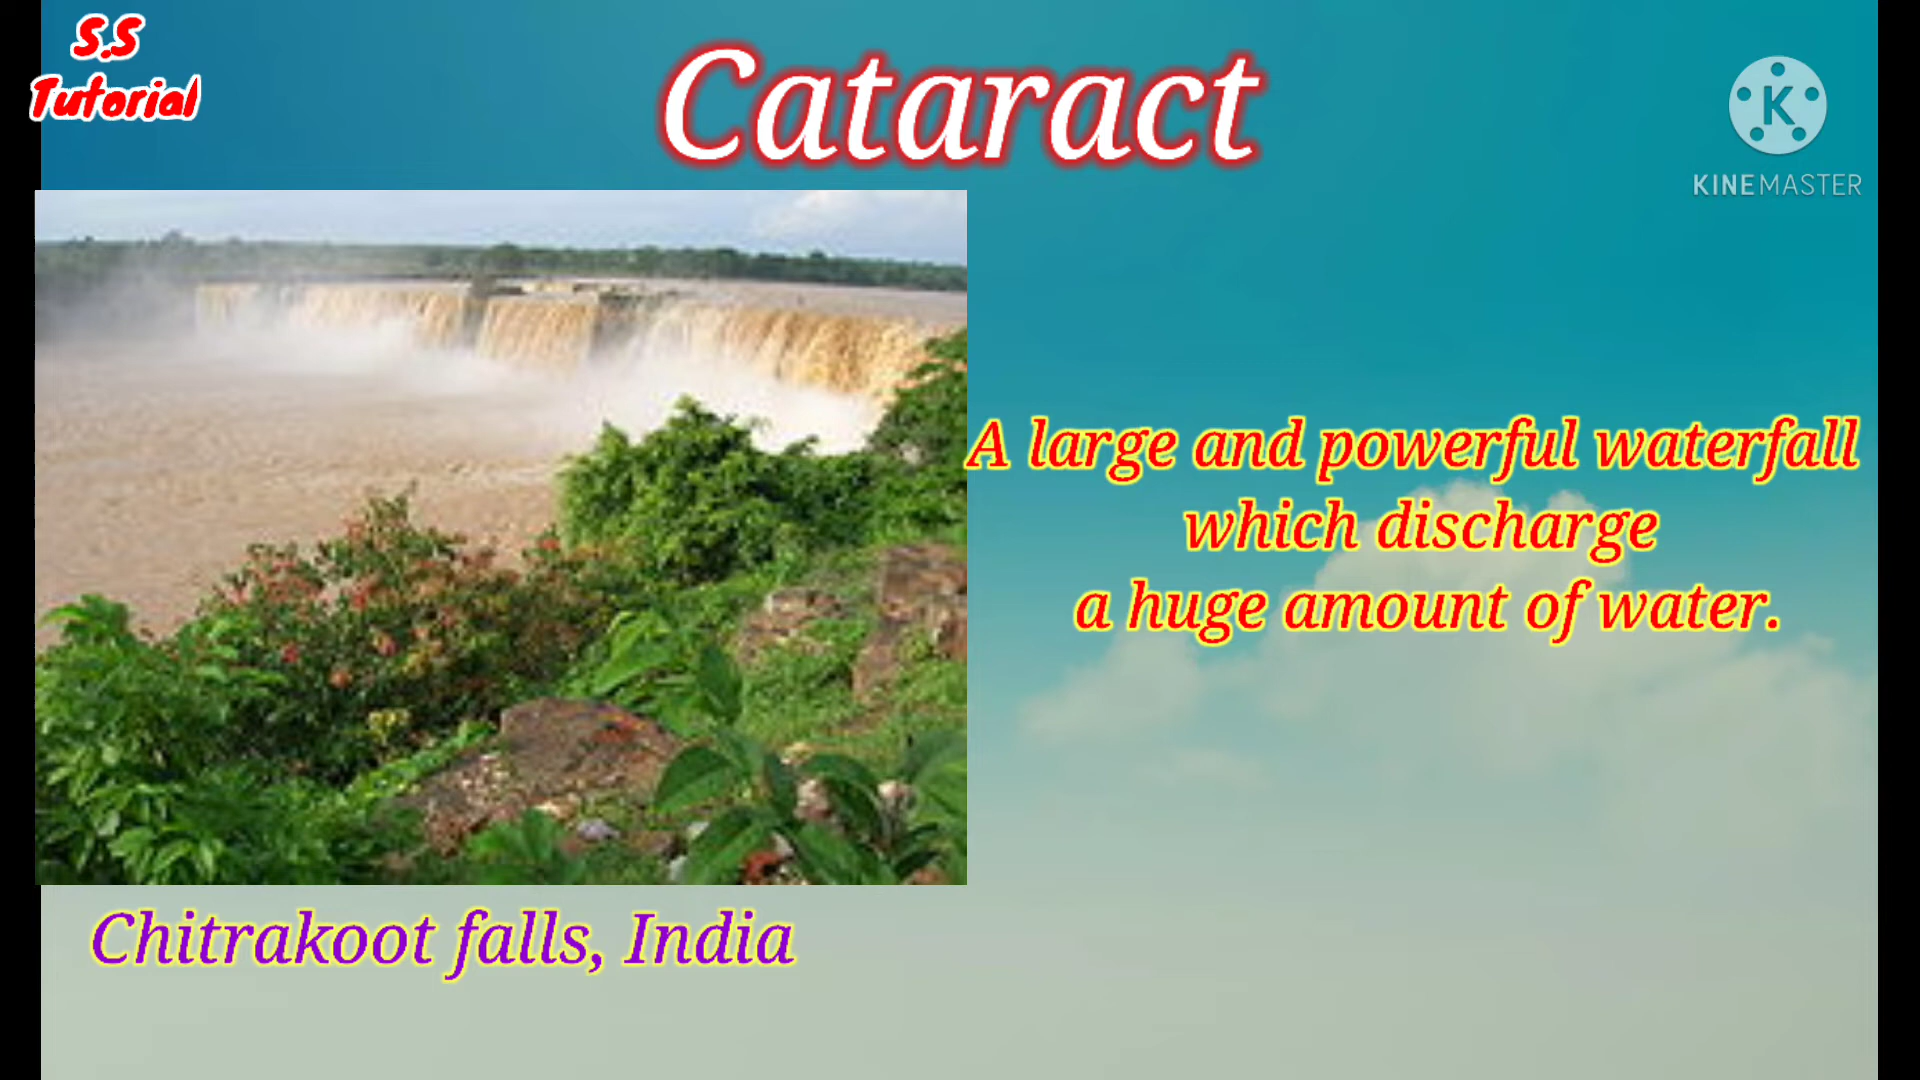 S.S
Tutorial
Cataract
K
KINEMASTER
A large and powerful waterfall
which discharge
a huge amount of water.
Chitrakoot falls, India